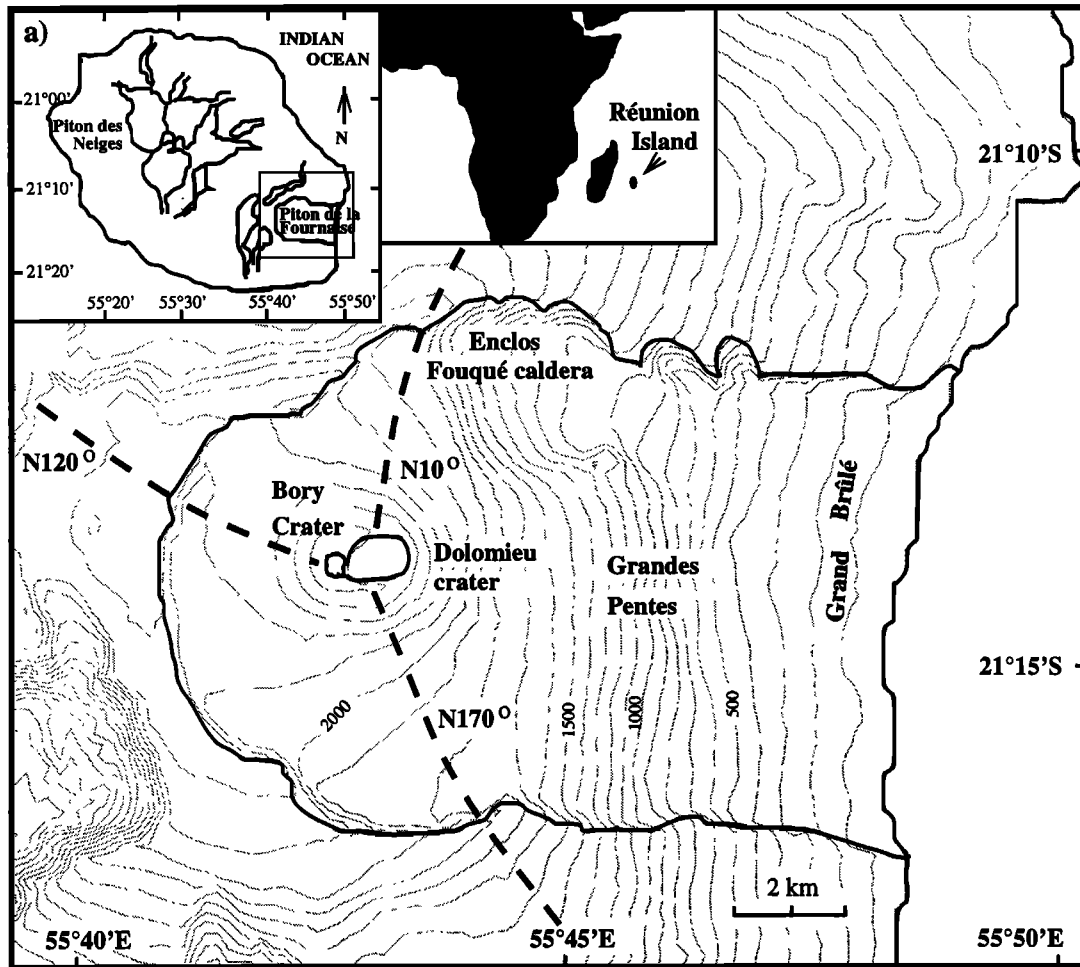 a)
INDIAN
OCEAN
N
21°00'
21°10'
21°20'
55°20'
55°30'
55°40'
55°50'
Piton des
Neiges
Piton de la
Fournaise
Réunion
Island
21°10'S
Enclos
Fouqué caldera
N120°
N10°
Bory
Crater
Dolomieu
crater
Grandes
Pentes
Grand Brûlé
21°15'S
2000
N170°
1500
1000
500
2 km
55°40'E
55°45'E
55°50'E